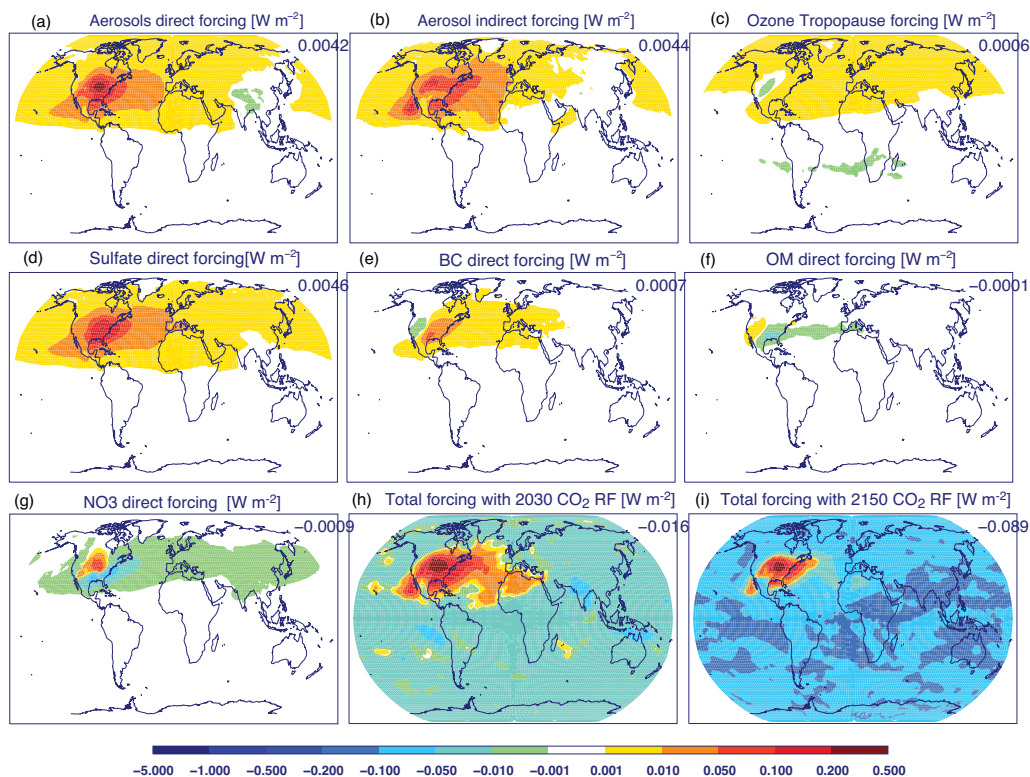 (a) Aerosols direct forcing [W m⁻²]
0.0042
(b) Aerosol indirect forcing [W m⁻²]
0.0044
(c) Ozone Tropopause forcing [W m⁻²]
0.0006
(d) Sulfate direct forcing[W m⁻²]
0.0046
(e) BC direct forcing [W m⁻²]
0.0007
(f) OM direct forcing [W m⁻²]
−0.0001
(g) NO3 direct forcing [W m⁻²]
−0.0009
(h) Total forcing with 2030 CO₂ RF [W m⁻²]
−0.016
(i) Total forcing with 2150 CO₂ RF [W m⁻²]
−0.089
−5.000 −1.000 −0.500 −0.200 −0.100 −0.050 −0.010 −0.001 0.001 0.010 0.050 0.100 0.200 0.500